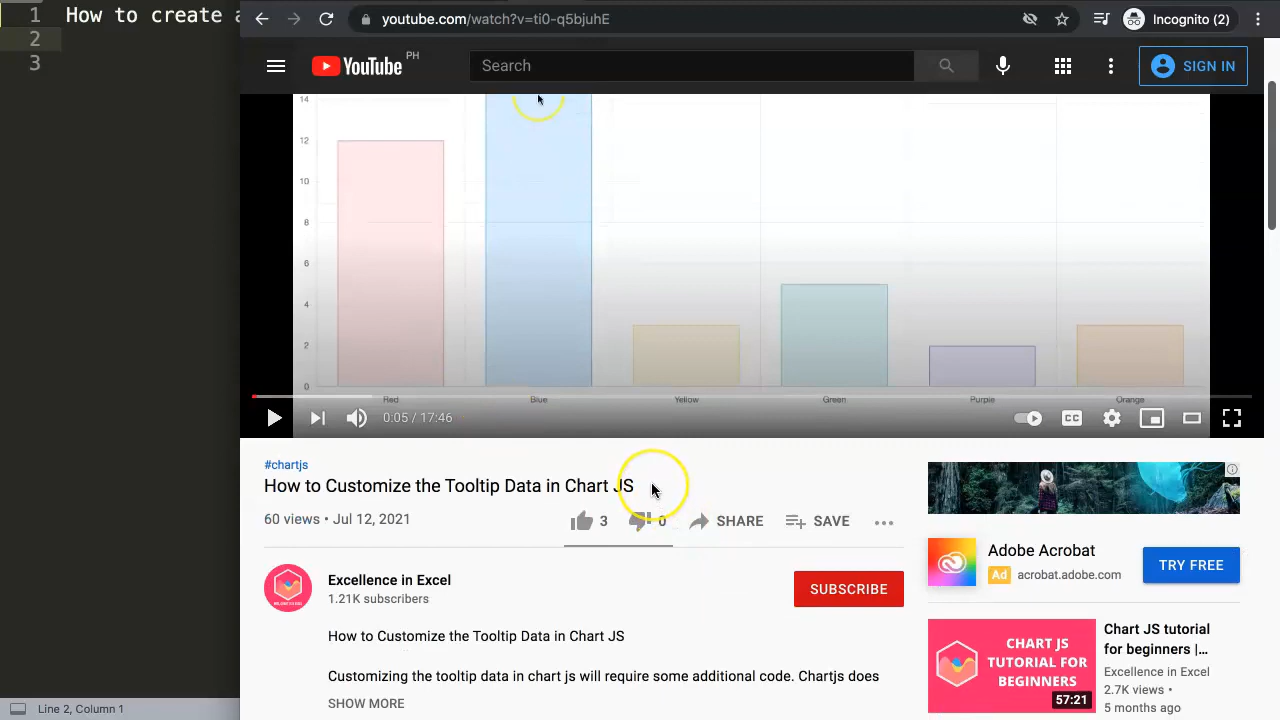 1 How to create a
2
3
youtube.com/watch?v=ti0-q5bjuhE
Incognito (2)
YouTube PH
Search
SIGN IN
14
12
10
8
6
4
2
0
Red Blue Yellow Green Purple Orange
0:05 / 17:46
CC
#chartjs
How to Customize the Tooltip Data in Chart JS
60 views • Jul 12, 2021
3 0 SHARE SAVE ...
Excellence in Excel
1.21K subscribers
SUBSCRIBE
How to Customize the Tooltip Data in Chart JS
Customizing the tooltip data in chart js will require some additional code. Chartjs does
SHOW MORE
Adobe Acrobat
Ad acrobat.adobe.com
TRY FREE
CHART JS
TUTORIAL FOR
BEGINNERS
57:21
Chart JS tutorial
for beginners |...
Excellence in Excel
2.7K views •
5 months ago
Line 2, Column 1